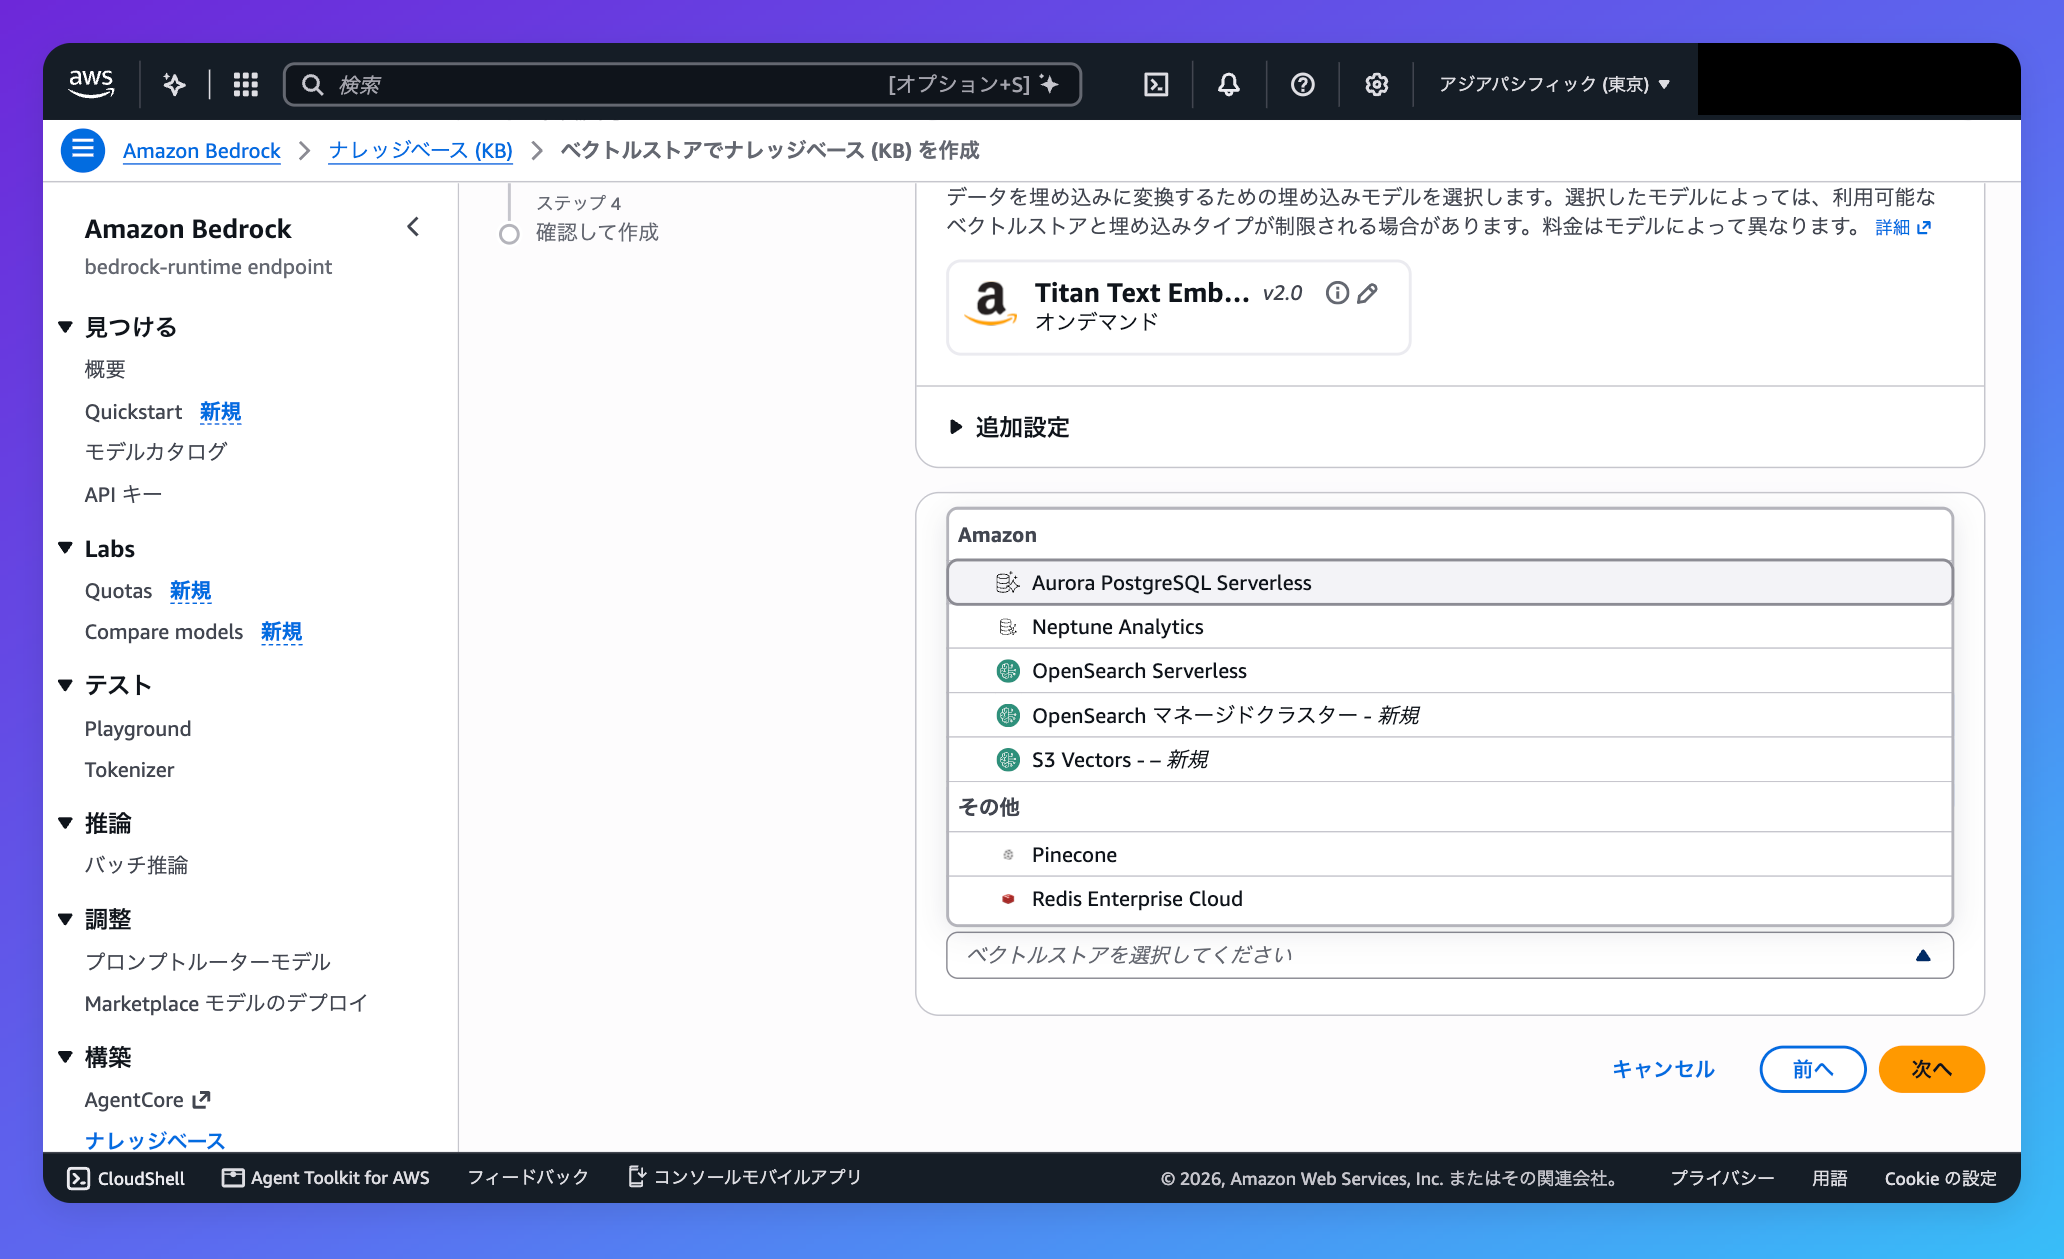 aws
検索
[オプション+S]
アジアパシフィック (東京)
Amazon Bedrock
ナレッジベース (KB)
ベクトルストアでナレッジベース (KB) を作成
Amazon Bedrock
bedrock-runtime endpoint
見つける
概要
Quickstart 新規
モデルカタログ
API キー
Labs
Quotas 新規
Compare models 新規
テスト
Playground
Tokenizer
推論
バッチ推論
調整
プロンプトルーターモデル
Marketplace モデルのデプロイ
構築
AgentCore
ナレッジベース
ステップ 4
確認して作成
データを埋め込みに変換するための埋め込みモデルを選択します。選択したモデルによっては、利用可能な
ベクトルストアと埋め込みタイプが制限される場合があります。料金はモデルによって異なります。 詳細
Titan Text Emb... v2.0
オンデマンド
追加設定
Amazon
Aurora PostgreSQL Serverless
Neptune Analytics
OpenSearch Serverless
OpenSearch マネージドクラスター - 新規
S3 Vectors - – 新規
その他
Pinecone
Redis Enterprise Cloud
ベクトルストアを選択してください
キャンセル
前へ
次へ
CloudShell
Agent Toolkit for AWS
フィードバック
コンソールモバイルアプリ
© 2026, Amazon Web Services, Inc. またはその関連会社。
プライバシー
用語
Cookie の設定